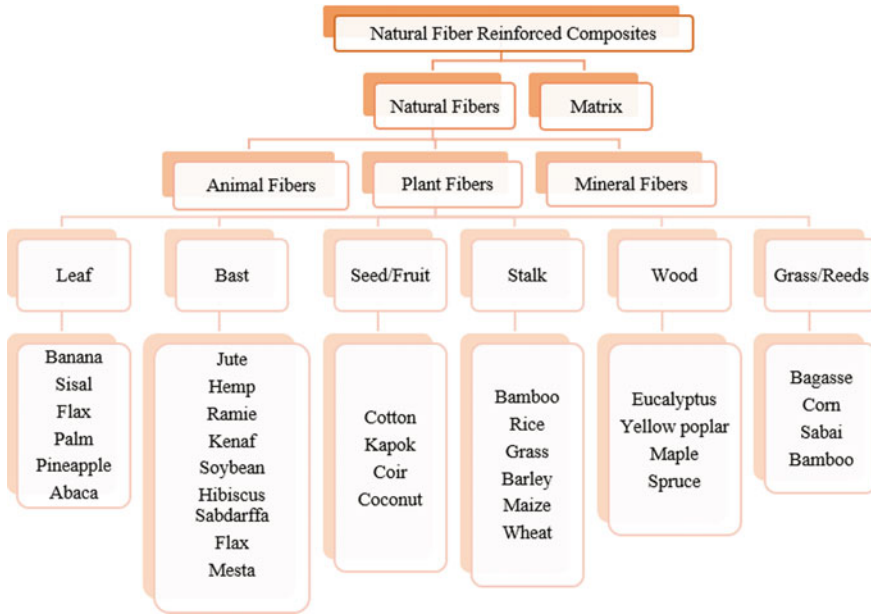 Natural Fiber Reinforced Composites
Natural Fibers
Matrix
Animal Fibers
Plant Fibers
Mineral Fibers
Leaf
Bast
Seed/Fruit
Stalk
Wood
Grass/Reeds
Banana
Sisal
Flax
Palm
Pineapple
Abaca
Jute
Hemp
Ramie
Kenaf
Soybean
Hibiscus
Sabdarffa
Flax
Mesta
Cotton
Kapok
Coir
Coconut
Bamboo
Rice
Grass
Barley
Maize
Wheat
Eucalyptus
Yellow poplar
Maple
Spruce
Bagasse
Corn
Sabai
Bamboo